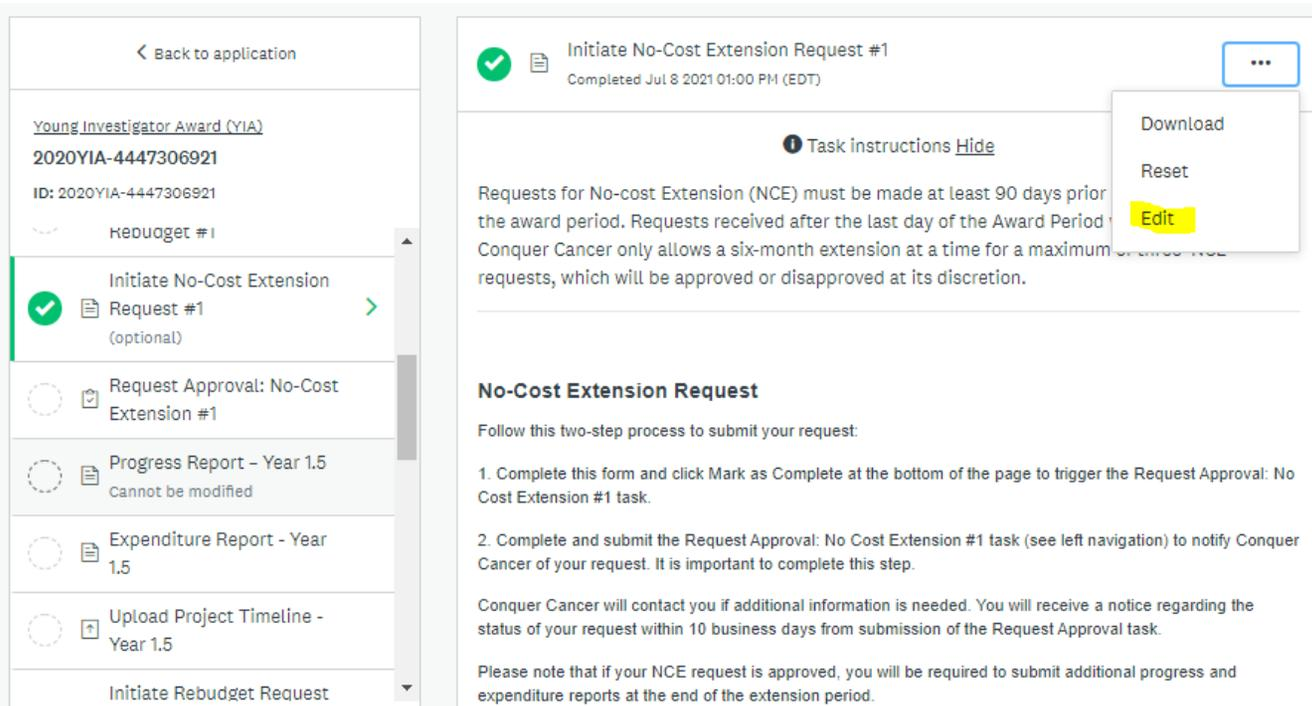 Back to application
Young Investigator Award (YIA)
2020YIA-4447306921
ID: 2020YIA-4447306921
Rebudget #1
Initiate No-Cost Extension
Request #1
(optional)
Request Approval: No-Cost
Extension #1
Progress Report – Year 1.5
Cannot be modified
Expenditure Report - Year
1.5
Upload Project Timeline -
Year 1.5
Initiate Rebudget Request
Initiate No-Cost Extension Request #1
Completed Jul 8 2021 01:00 PM (EDT)
...
Download
Reset
Edit
Task instructions Hide
Requests for No-cost Extension (NCE) must be made at least 90 days prior
the award period. Requests received after the last day of the Award Period
Conquer Cancer only allows a six-month extension at a time for a maximum of three NCE
requests, which will be approved or disapproved at its discretion.
No-Cost Extension Request
Follow this two-step process to submit your request:
1. Complete this form and click Mark as Complete at the bottom of the page to trigger the Request Approval: No
Cost Extension #1 task.
2. Complete and submit the Request Approval: No Cost Extension #1 task (see left navigation) to notify Conquer
Cancer of your request. It is important to complete this step.
Conquer Cancer will contact you if additional information is needed. You will receive a notice regarding the
status of your request within 10 business days from submission of the Request Approval task.
Please note that if your NCE request is approved, you will be required to submit additional progress and
expenditure reports at the end of the extension period.